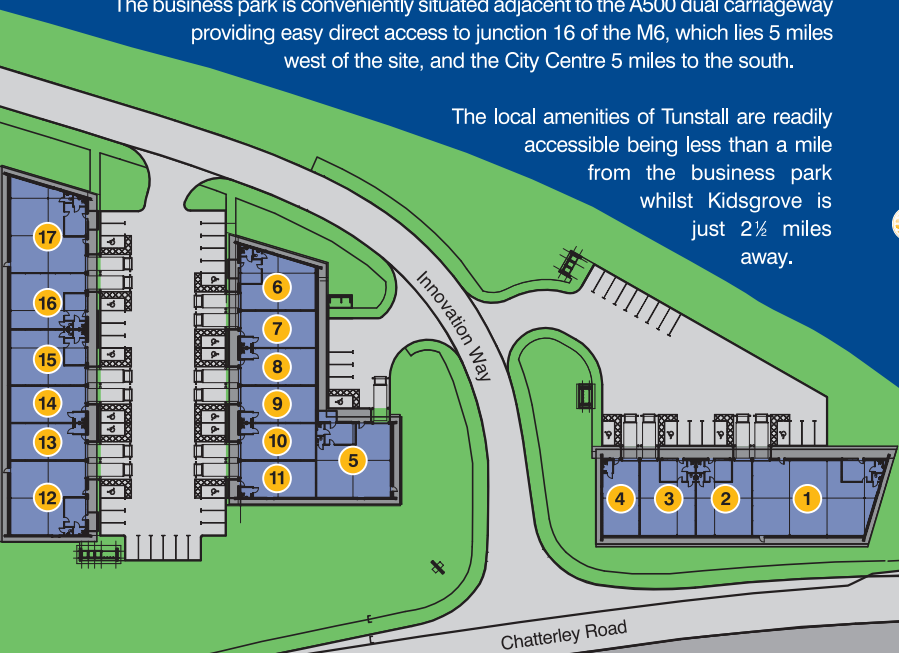 The business park is conveniently situated adjacent to the A500 dual carriageway
providing easy direct access to junction 16 of the M6, which lies 5 miles
west of the site, and the City Centre 5 miles to the south.
The local amenities of Tunstall are readily
accessible being less than a mile
from the business park
whilst Kidsgrove is
just 2½ miles
away.
17
16
15
14
13
12
6
7
8
9
10
11
5
Innovation Way
4
3
2
1
Chatterley Road